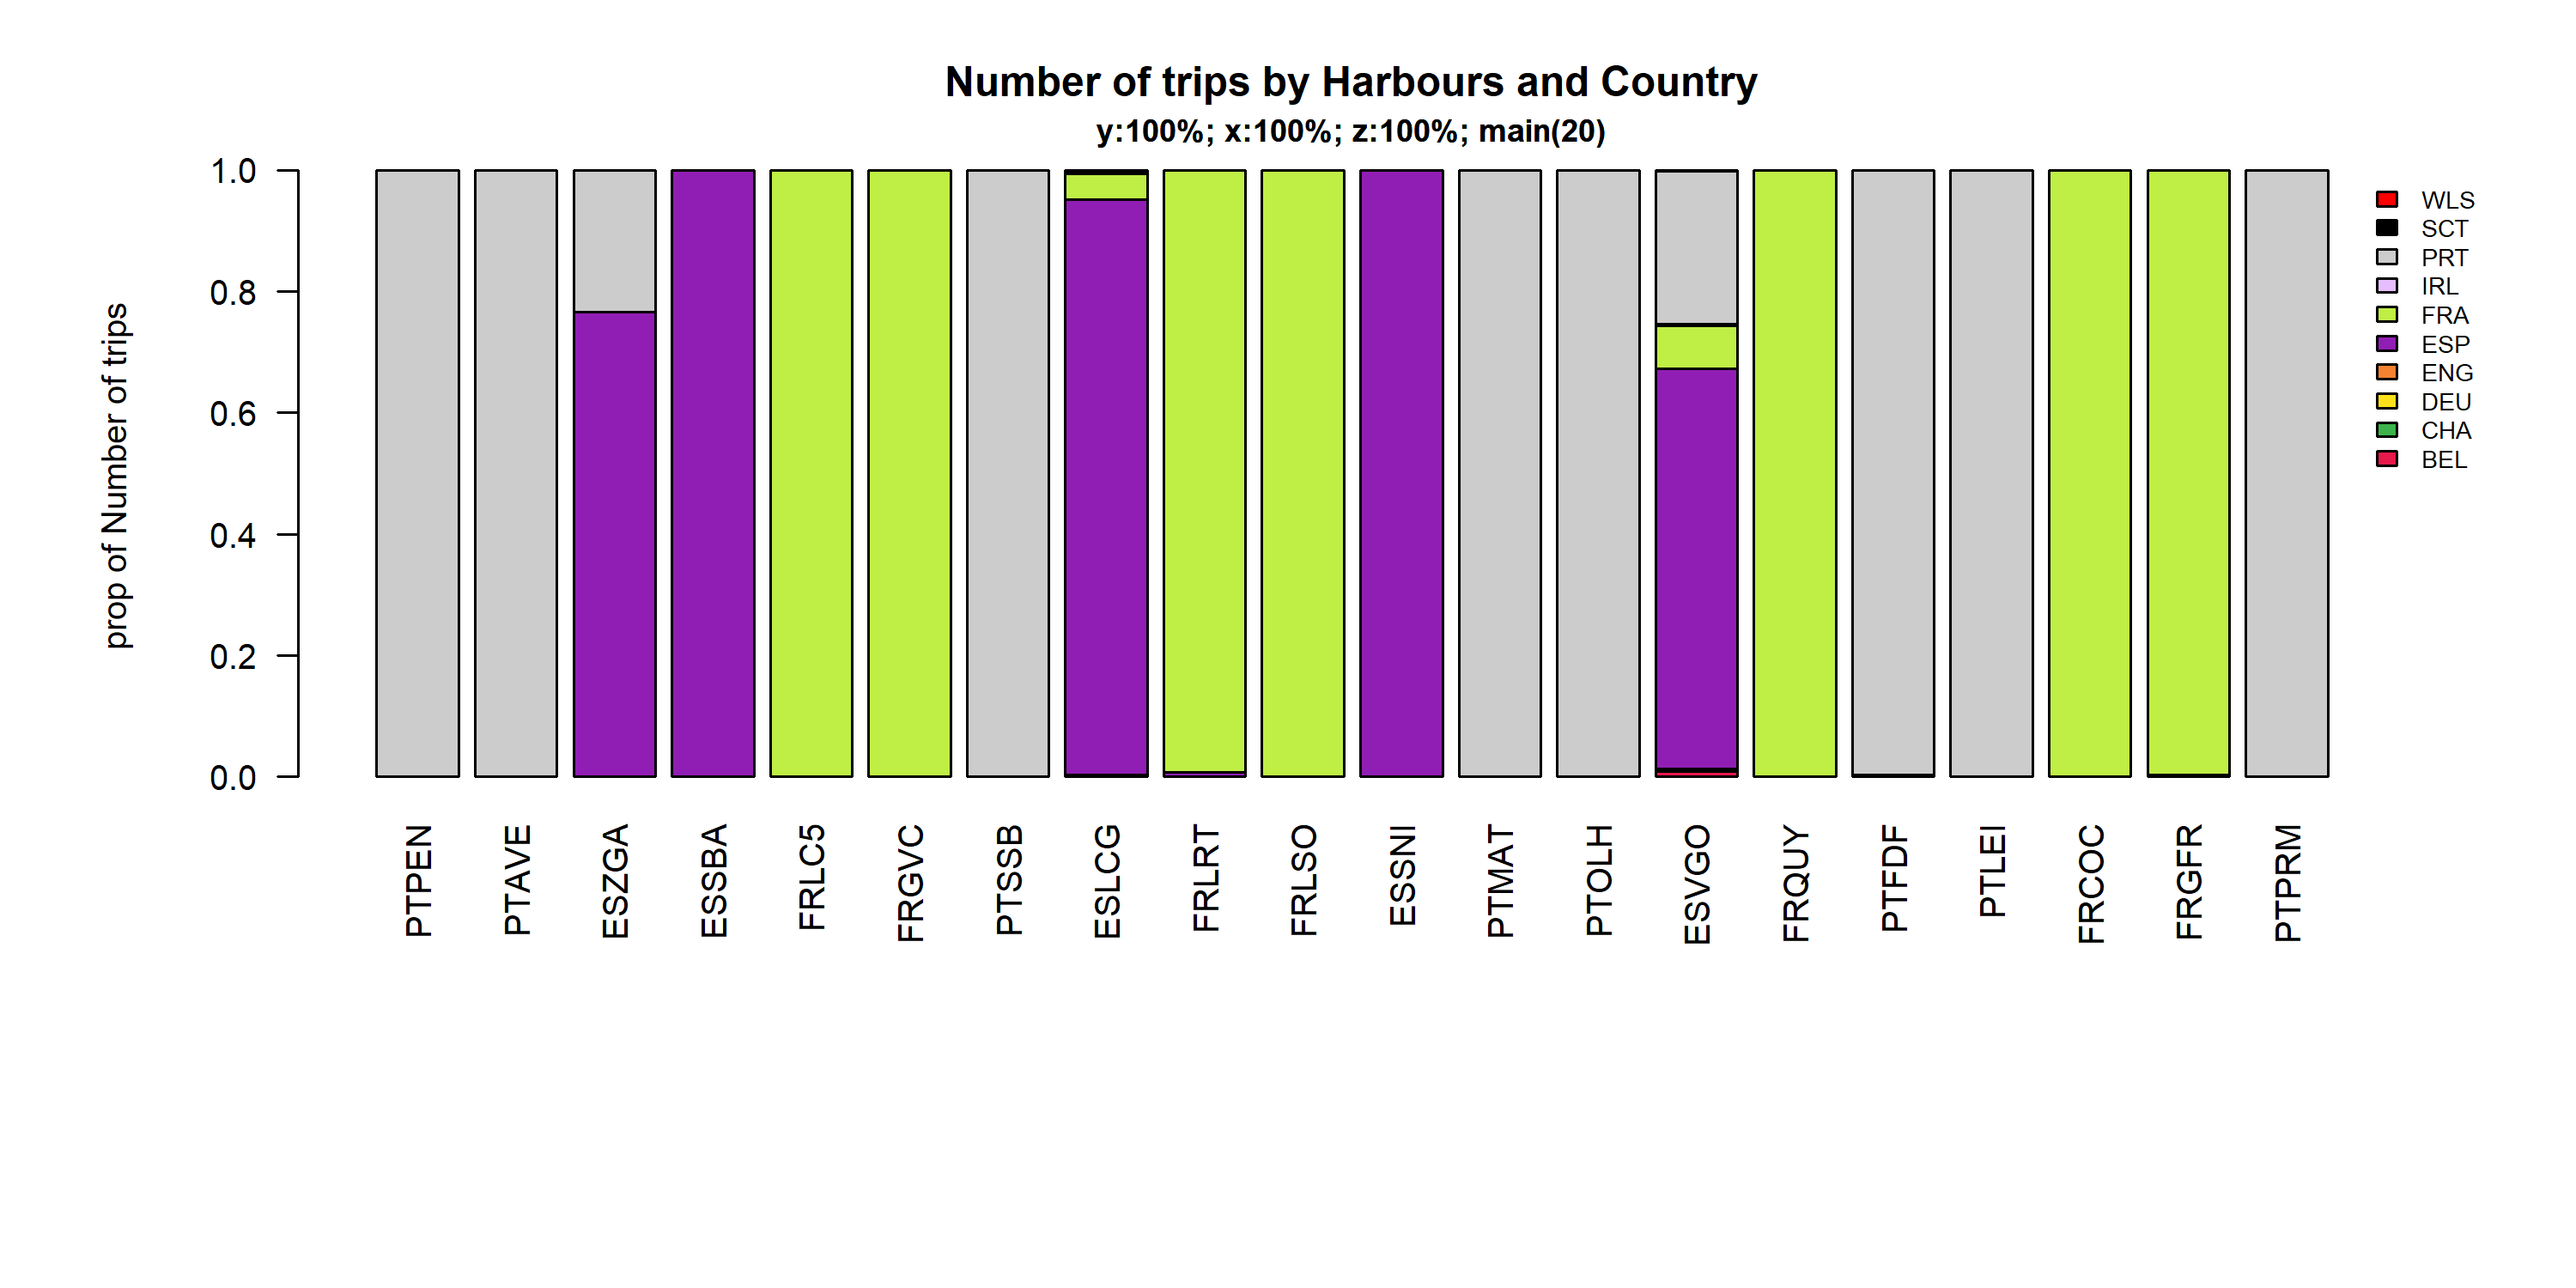 Number of trips by Harbours and Country
y:100%; x:100%; z:100%; main(20)
prop of Number of trips
1.0
0.8
0.6
0.4
0.2
0.0
PTPEN
PTAVE
ESZGA
ESSBA
FRLC5
FRGVC
PTSSB
ESLCG
FRLRT
FRLSO
ESSNI
PTMAT
PTOLH
ESVGO
FRQUY
PTFDF
PTLEI
FRCOC
FRGFR
PTPRM
WLS
SCT
PRT
IRL
FRA
ESP
ENG
DEU
CHA
BEL